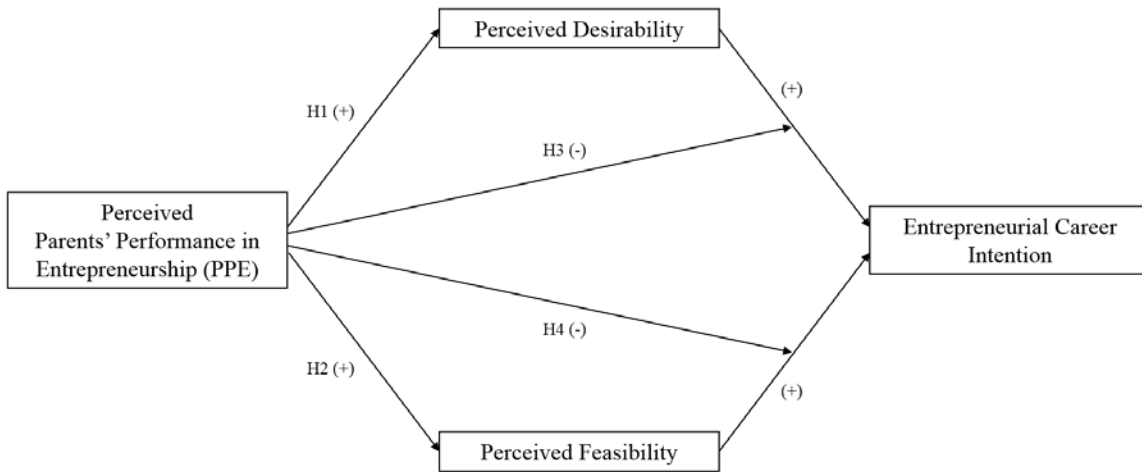 Perceived Desirability
H1 (+)
(+)
H3 (-)
Perceived
Parents’ Performance in
Entrepreneurship (PPE)
Entrepreneurial Career
Intention
H4 (-)
H2 (+)
(+)
Perceived Feasibility